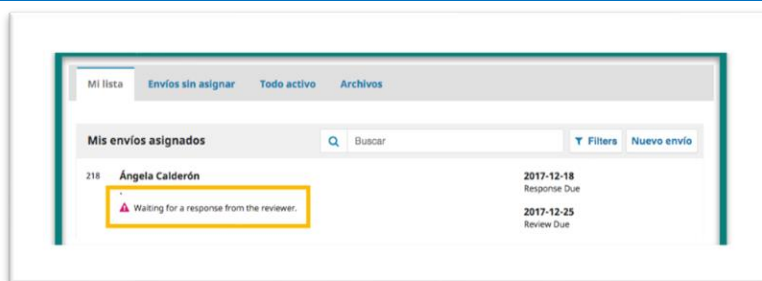 Mi lista Envíos sin asignar Todo activo Archivos
Mis envíos asignados Buscar Filters Nuevo envío
218 Ángela Calderón 2017-12-18
. Response Due
Waiting for a response from the reviewer. 2017-12-25
Review Due